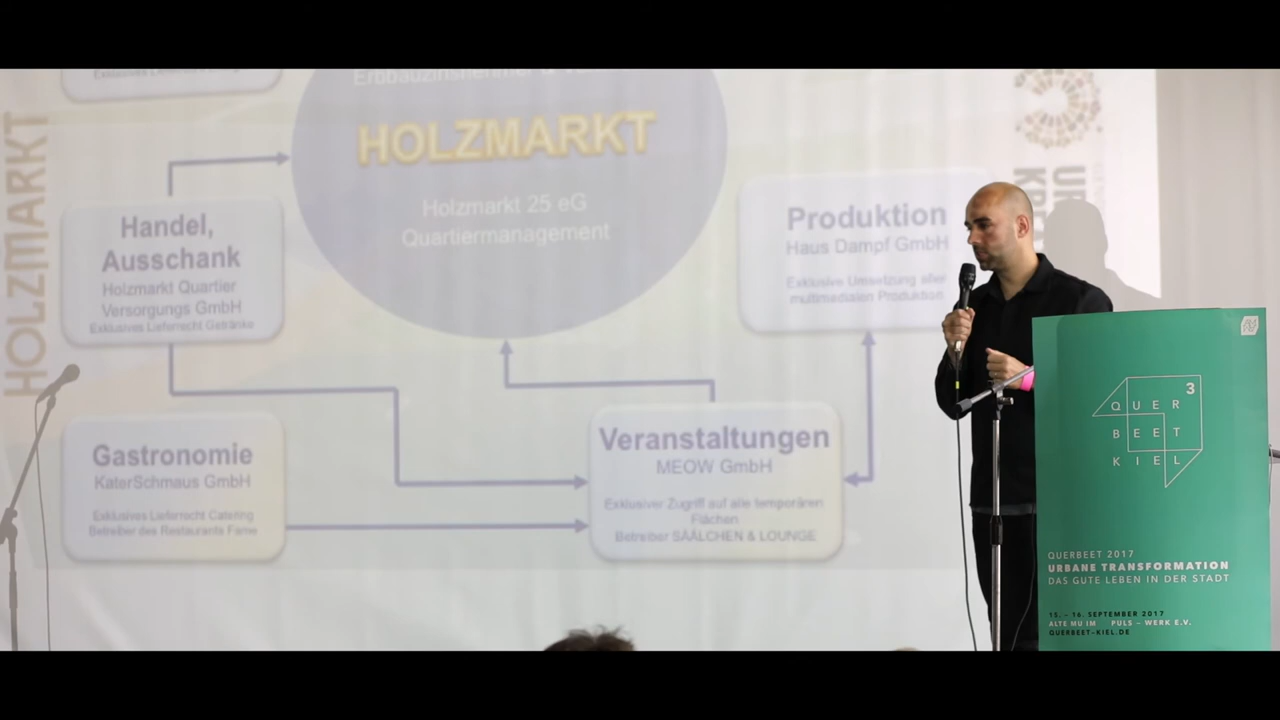 HOLZMARKT
HOLZMARKT
Holzmarkt 25 eG
Quartiermanagement
Handel,
Ausschank
Holzmarkt Quartier
Versorgungs GmbH
Exklusives Lieferrecht Getränke
Produktion
Haus Dampf GmbH
Exklusive Umsetzung aller
multimedialen Produktion
Gastronomie
KaterSchmaus GmbH
Exklusives Lieferrecht Catering
Betreiber des Restaurants Fame
Veranstaltungen
MEOW GmbH
Exklusiver Zugriff auf alle temporären
Flächen
Betreiber SÄÄLCHEN & LOUNGE
3
QUER
BEET
KIEL
QUERBEET 2017
URBANE TRANSFORMATION
DAS GUTE LEBEN IN DER STADT
15. – 16. SEPTEMBER 2017
ALTE MU IM PULS – WERK E.V.
QUERBEET-KIEL.DE